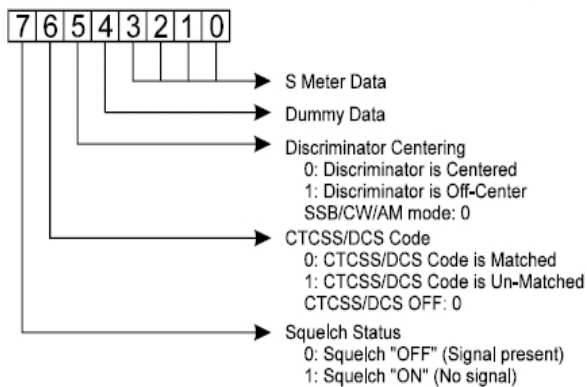 7 6 5 4 3 2 1 0
S Meter Data
Dummy Data
Discriminator Centering
0: Discriminator is Centered
1: Discriminator is Off-Center
SSB/CW/AM mode: 0
CTCSS/DCS Code
0: CTCSS/DCS Code is Matched
1: CTCSS/DCS Code is Un-Matched
CTCSS/DCS OFF: 0
Squelch Status
0: Squelch "OFF" (Signal present)
1: Squelch "ON" (No signal)